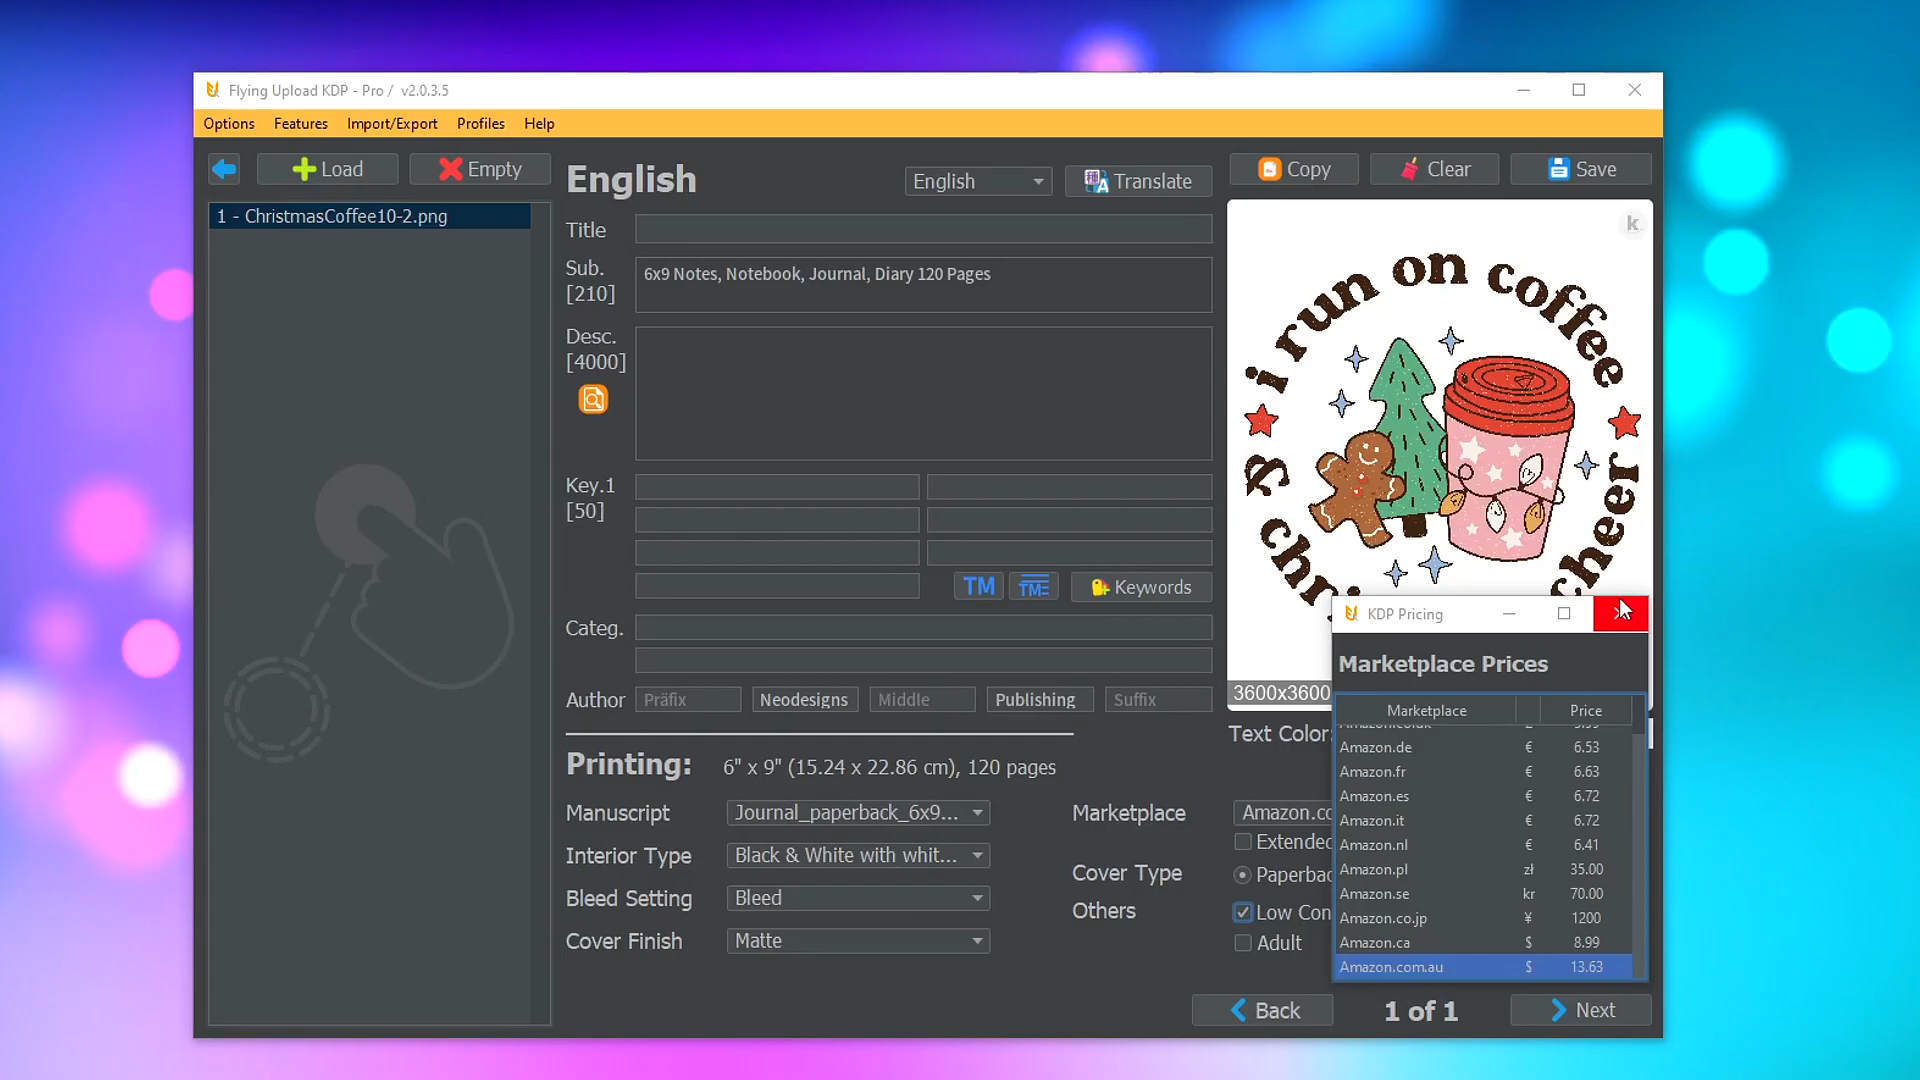 Flying Upload KDP - Pro / v2.0.3.5
Options Features Import/Export Profiles Help
Load Empty
1 - ChristmasCoffee10-2.png
English
English Translate
Title
Sub.
[210]
6x9 Notes, Notebook, Journal, Diary 120 Pages
Desc.
[4000]
Key.1
[50]
TM TM Keywords
Categ.
Author Präfix Neodesigns Middle Publishing Suffix
Printing: 6" x 9" (15.24 x 22.86 cm), 120 pages
Manuscript Journal_paperback_6x9...
Interior Type Black & White with whit...
Bleed Setting Bleed
Cover Finish Matte
Marketplace Amazon.co
Extended
Cover Type Paperbac
Others Low Con
Adult
Copy Clear Save
k
i run on coffee
& chri
cheer
3600x3600
Text Color:
KDP Pricing
Marketplace Prices
Marketplace Price
Amazon.de € 6.53
Amazon.fr € 6.63
Amazon.es € 6.72
Amazon.it € 6.72
Amazon.nl € 6.41
Amazon.pl zł 35.00
Amazon.se kr 70.00
Amazon.co.jp ¥ 1200
Amazon.ca $ 8.99
Amazon.com.au $ 13.63
Back 1 of 1 Next